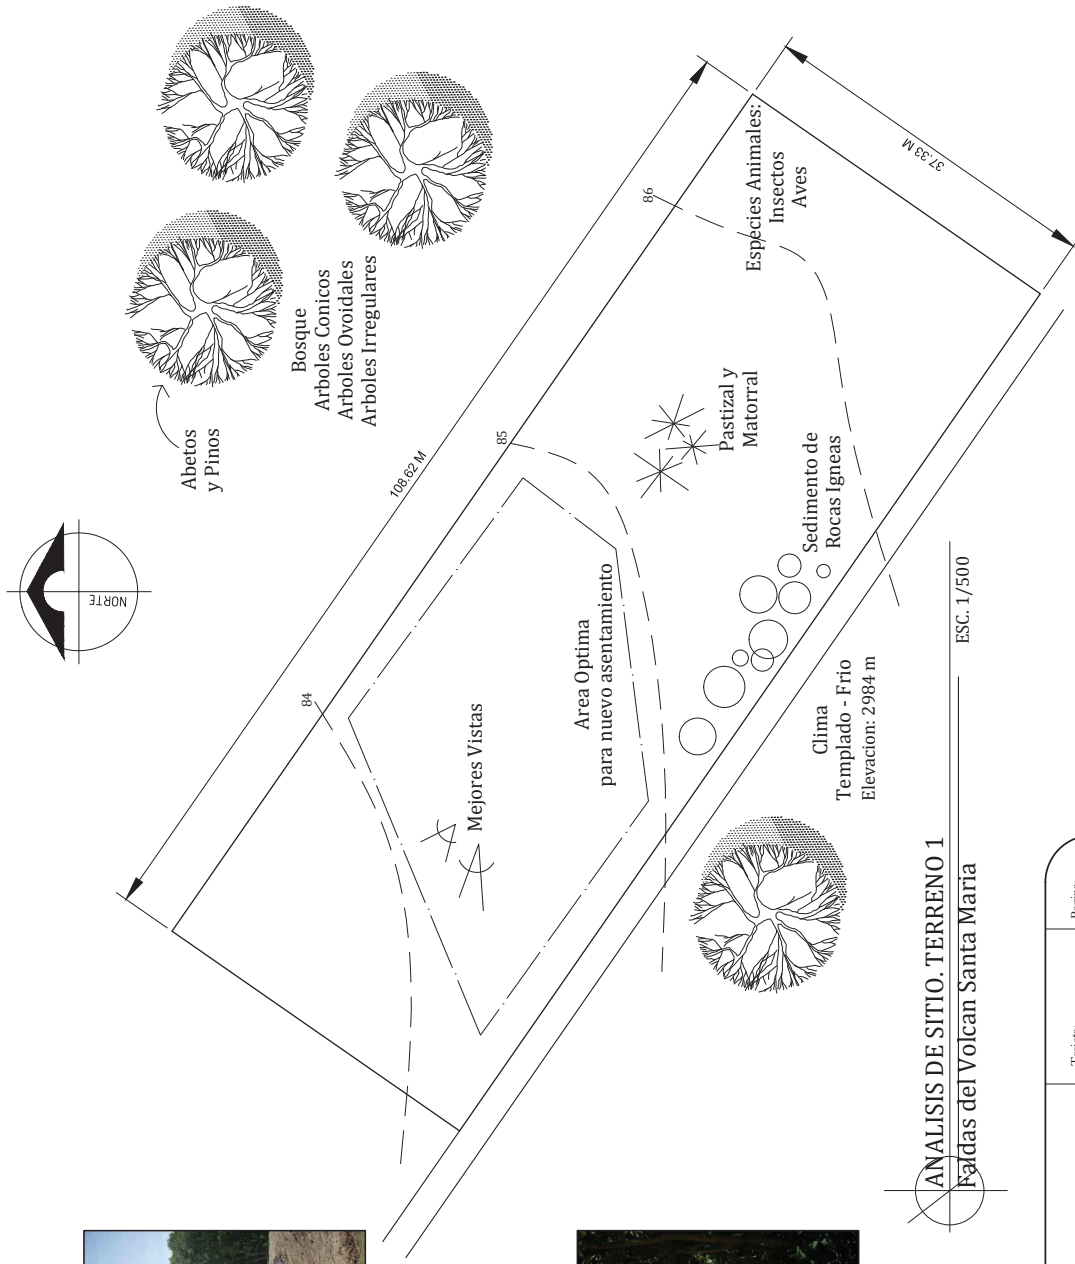 NORTE
Abetos
y Pinos
Bosque
Arboles Conicos
Arboles Ovoidales
Arboles Irregulares
108.62 M
37.33 M
84
85
86
Especies Animales:
Insectos
Aves
Pastizal y
Matorral
Sedimento de
Rocas Igneas
Area Optima
para nuevo asentamiento
Mejores Vistas
Clima
Templado - Frio
Elevacion: 2984 m
ANALISIS DE SITIO. TERRENO 1
ESC. 1/500
Faldas del Volcan Santa Maria